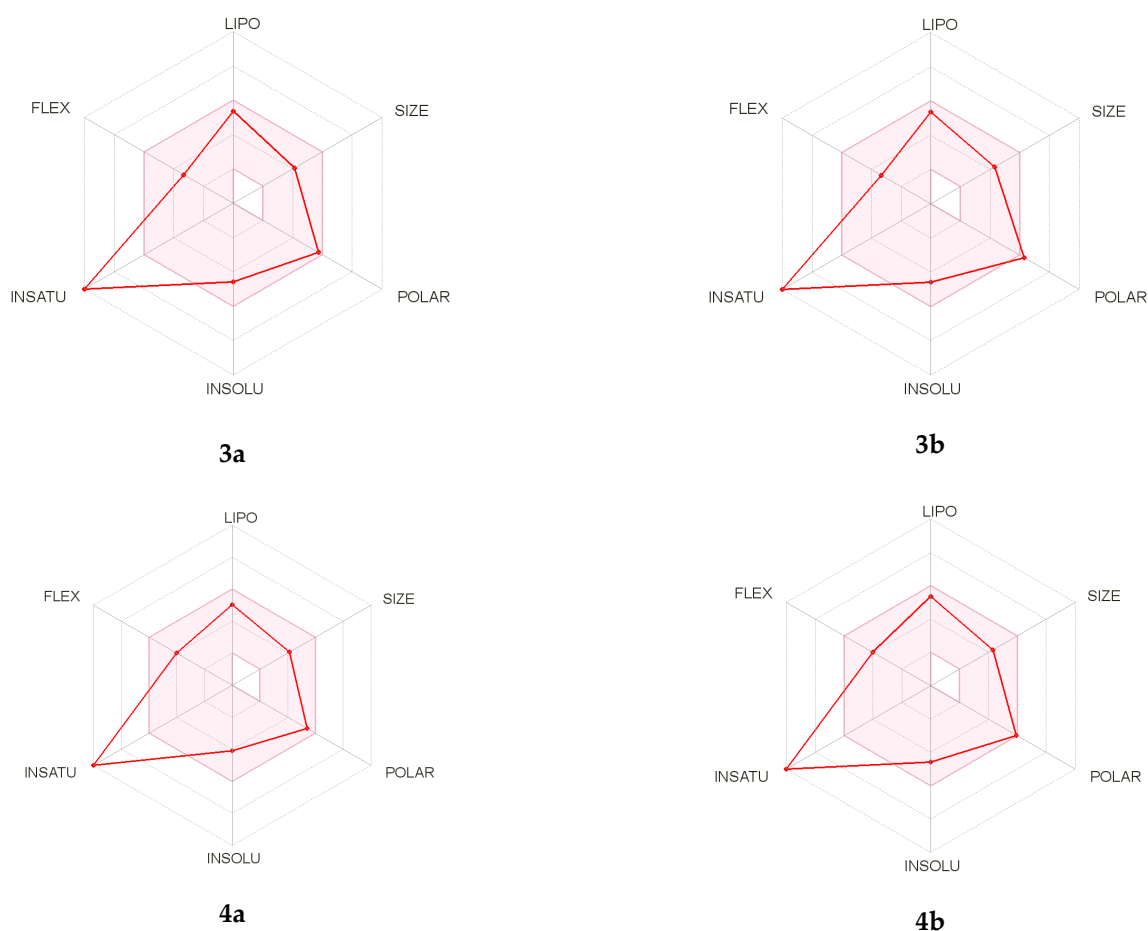 LIPO
FLEX
SIZE
INSATU
POLAR
INSOLU
3a
LIPO
FLEX
SIZE
INSATU
POLAR
INSOLU
3b
LIPO
FLEX
SIZE
INSATU
POLAR
INSOLU
4a
LIPO
FLEX
SIZE
INSATU
POLAR
INSOLU
4b